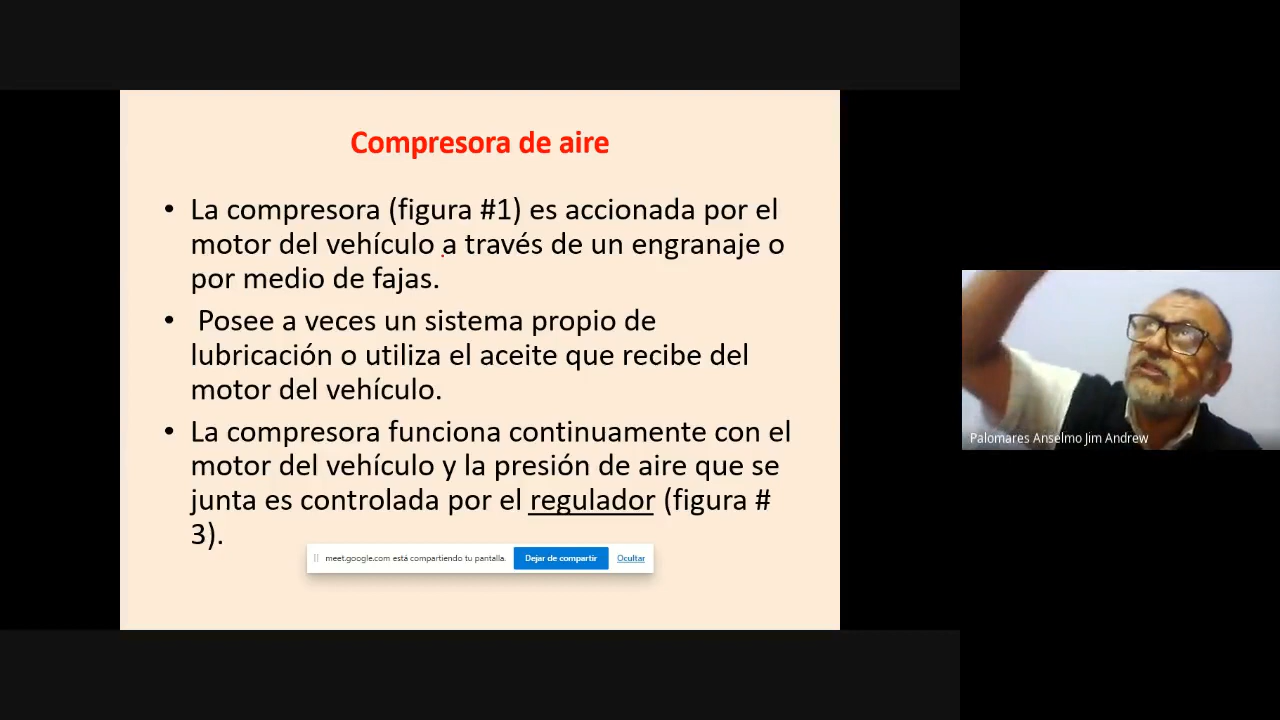 Compresora de aire
• La compresora (figura #1) es accionada por el
motor del vehículo a través de un engranaje o
por medio de fajas.
• Posee a veces un sistema propio de
lubricación o utiliza el aceite que recibe del
motor del vehículo.
• La compresora funciona continuamente con el
motor del vehículo y la presión de aire que se
junta es controlada por el regulador (figura #
3).
meet.google.com está compartiendo tu pantalla. Dejar de compartir Ocultar
Palomares Anselmo Jim Andrew